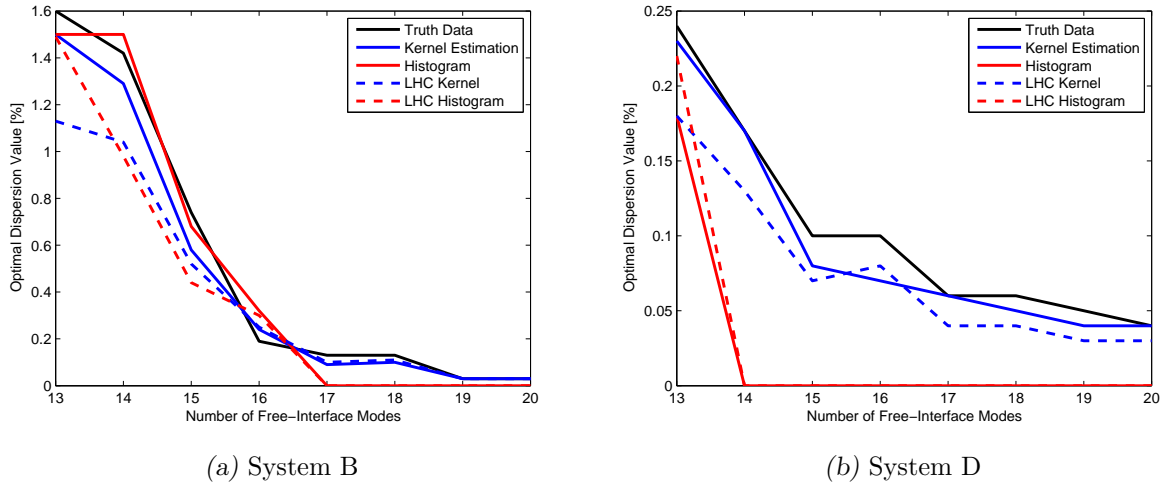 Optimal Dispersion Value [%]
1.6
1.4
1.2
1
0.8
0.6
0.4
0.2
0
13 14 15 16 17 18 19 20
Number of Free−Interface Modes
Truth Data
Kernel Estimation
Histogram
LHC Kernel
LHC Histogram
(a) System B
Optimal Dispersion Value [%]
0.25
0.2
0.15
0.1
0.05
0
13 14 15 16 17 18 19 20
Number of Free−Interface Modes
Truth Data
Kernel Estimation
Histogram
LHC Kernel
LHC Histogram
(b) System D